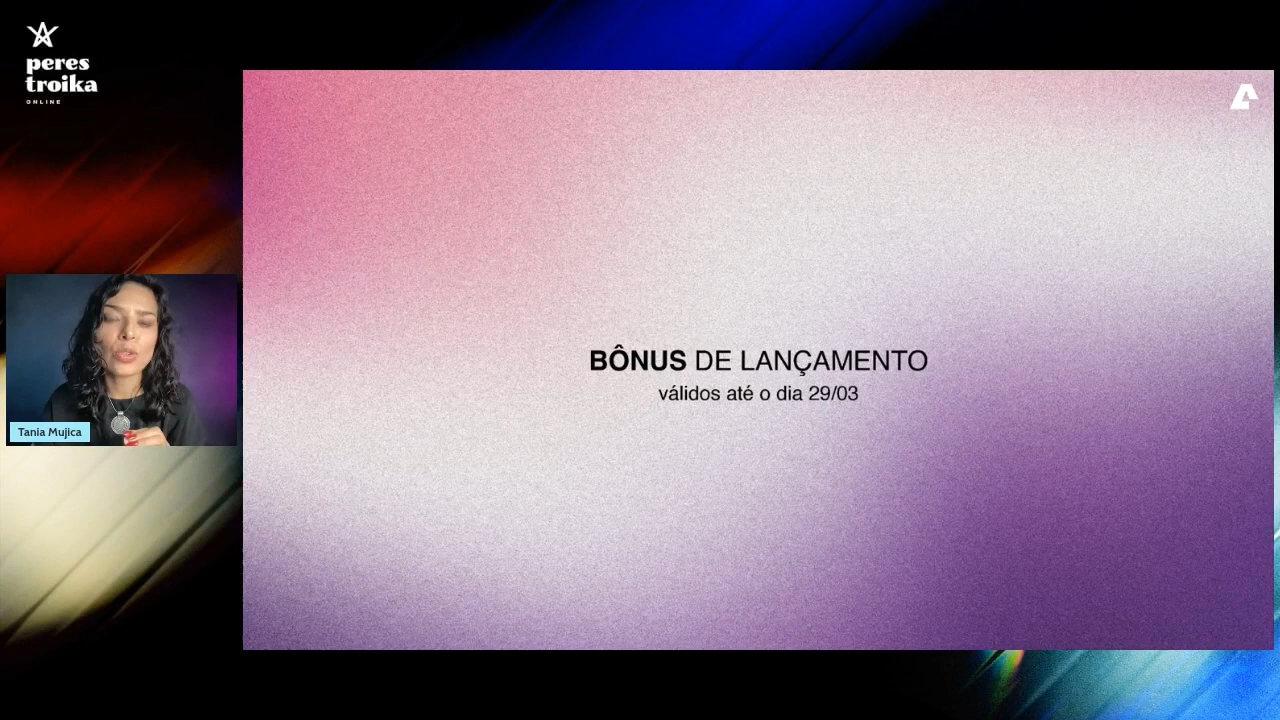 peres
troika
ONLINE
BÔNUS DE LANÇAMENTO
válidos até o dia 29/03
Tania Mujica